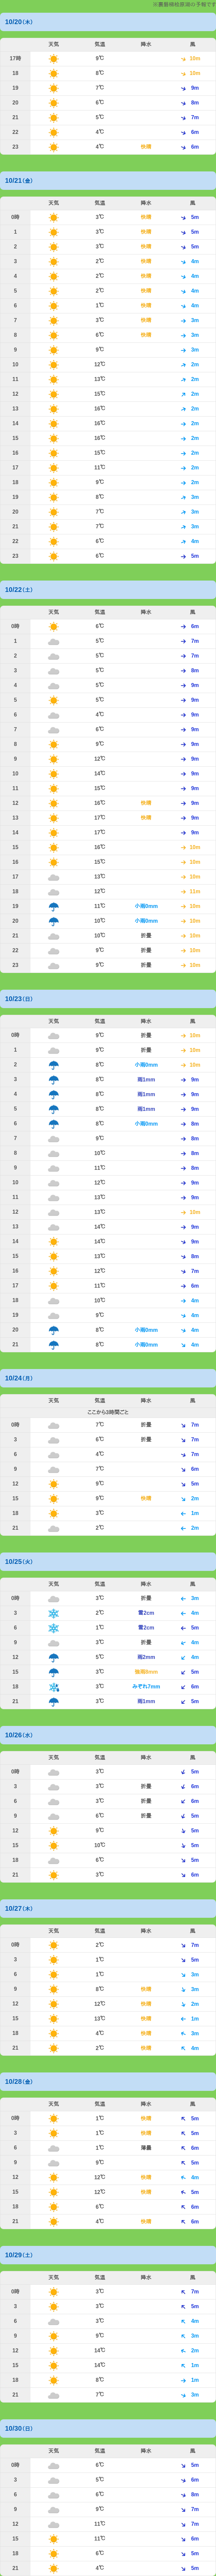 ※裏磐梯桧原湖の予報です
10/20(木)
天気 気温 降水 風
17時 9℃ 10m
18 8℃ 10m
19 7℃ 9m
20 6℃ 8m
21 5℃ 7m
22 4℃ 6m
23 4℃ 快晴 6m
10/21(金)
天気 気温 降水 風
0時 3℃ 快晴 5m
1 3℃ 快晴 5m
2 3℃ 快晴 5m
3 2℃ 快晴 4m
4 2℃ 快晴 4m
5 2℃ 快晴 4m
6 1℃ 快晴 4m
7 3℃ 快晴 3m
8 6℃ 快晴 3m
9 9℃ 3m
10 12℃ 2m
11 13℃ 2m
12 15℃ 2m
13 16℃ 2m
14 16℃ 2m
15 16℃ 2m
16 15℃ 2m
17 11℃ 2m
18 9℃ 2m
19 8℃ 3m
20 7℃ 3m
21 7℃ 3m
22 6℃ 4m
23 6℃ 5m
10/22(土)
天気 気温 降水 風
0時 6℃ 6m
1 5℃ 7m
2 5℃ 7m
3 5℃ 8m
4 5℃ 9m
5 5℃ 9m
6 4℃ 9m
7 6℃ 9m
8 9℃ 9m
9 12℃ 9m
10 14℃ 9m
11 15℃ 9m
12 16℃ 快晴 9m
13 17℃ 快晴 9m
14 17℃ 9m
15 16℃ 10m
16 15℃ 10m
17 13℃ 10m
18 12℃ 11m
19 11℃ 小雨0mm 10m
20 10℃ 小雨0mm 10m
21 10℃ 折曇 10m
22 9℃ 折曇 10m
23 9℃ 折曇 10m
10/23(日)
天気 気温 降水 風
0時 9℃ 折曇 10m
1 9℃ 折曇 10m
2 8℃ 小雨0mm 10m
3 8℃ 雨1mm 9m
4 8℃ 雨1mm 9m
5 8℃ 雨1mm 9m
6 8℃ 小雨0mm 8m
7 9℃ 8m
8 10℃ 8m
9 11℃ 8m
10 12℃ 9m
11 13℃ 9m
12 13℃ 10m
13 14℃ 9m
14 14℃ 9m
15 13℃ 8m
16 12℃ 7m
17 11℃ 6m
18 10℃ 4m
19 9℃ 4m
20 8℃ 小雨0mm 4m
21 8℃ 小雨0mm 4m
10/24(月)
天気 気温 降水 風
ここから3時間ごと
0時 7℃ 折曇 7m
3 6℃ 折曇 7m
6 4℃ 7m
9 7℃ 6m
12 9℃ 5m
15 9℃ 快晴 2m
18 3℃ 1m
21 2℃ 2m
10/25(火)
天気 気温 降水 風
0時 3℃ 折曇 3m
3 2℃ 雪2cm 4m
6 1℃ 雪2cm 5m
9 3℃ 折曇 4m
12 5℃ 雨2mm 4m
15 3℃ 5m
18 3℃ みぞれ7mm 6m
21 3℃ 雨1mm 5m
10/26(水)
天気 気温 降水 風
0時 3℃ 5m
3 3℃ 折曇 6m
6 3℃ 折曇 6m
9 6℃ 折曇 5m
12 9℃ 5m
15 10℃ 5m
18 6℃ 5m
21 3℃ 6m
10/27(木)
天気 気温 降水 風
0時 2℃ 7m
3 1℃ 5m
6 1℃ 3m
9 8℃ 快晴 3m
12 12℃ 快晴 2m
15 13℃ 快晴 1m
18 4℃ 快晴 3m
21 2℃ 快晴 4m
10/28(金)
天気 気温 降水 風
0時 1℃ 快晴 5m
3 1℃ 快晴 5m
6 1℃ 薄曇 6m
9 9℃ 5m
12 12℃ 快晴 4m
15 12℃ 快晴 5m
18 6℃ 6m
21 4℃ 快晴 6m
10/29(土)
天気 気温 降水 風
0時 3℃ 7m
3 3℃ 5m
6 3℃ 4m
9 9℃ 3m
12 14℃ 2m
15 14℃ 1m
18 8℃ 1m
21 7℃ 3m
10/30(日)
天気 気温 降水 風
0時 6℃ 5m
3 5℃ 6m
6 6℃ 8m
9 9℃ 7m
12 11℃ 7m
15 11℃ 6m
18 6℃ 5m
21 4℃ 5m